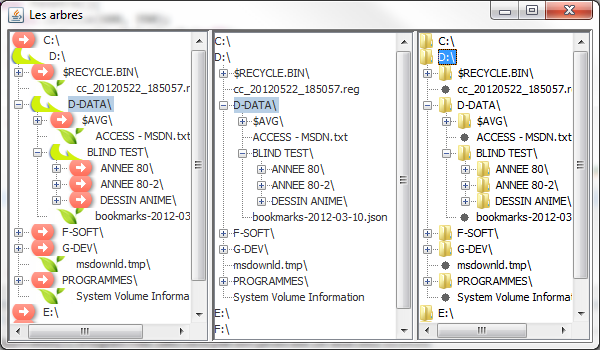 Les arbres
C:\
D:\
$RECYCLE.BIN\
cc_20120522_185057.r
D-DATA\
$AVG\
ACCESS - MSDN.txt
BLIND TEST\
ANNEE 80\
ANNEE 80-2\
DESSIN ANIME\
bookmarks-2012-03
F-SOFT\
G-DEV\
msdownld.tmp\
PROGRAMMES\
System Volume Informa
E:\
C:\
D:\
$RECYCLE.BIN\
cc_20120522_185057.reg
D-DATA\
$AVG\
ACCESS - MSDN.txt
BLIND TEST\
ANNEE 80\
ANNEE 80-2\
DESSIN ANIME\
bookmarks-2012-03-10.json
F-SOFT\
G-DEV\
msdownld.tmp\
PROGRAMMES\
System Volume Information
E:\
F:\
C:\
D:\
$RECYCLE.BIN\
cc_20120522_18505
D-DATA\
$AVG\
ACCESS - MSDN.t
BLIND TEST\
ANNEE 80\
ANNEE 80-2\
DESSIN ANIME\
bookmarks-2012-0
F-SOFT\
G-DEV\
msdownld.tmp\
PROGRAMMES\
System Volume Inform
E:\